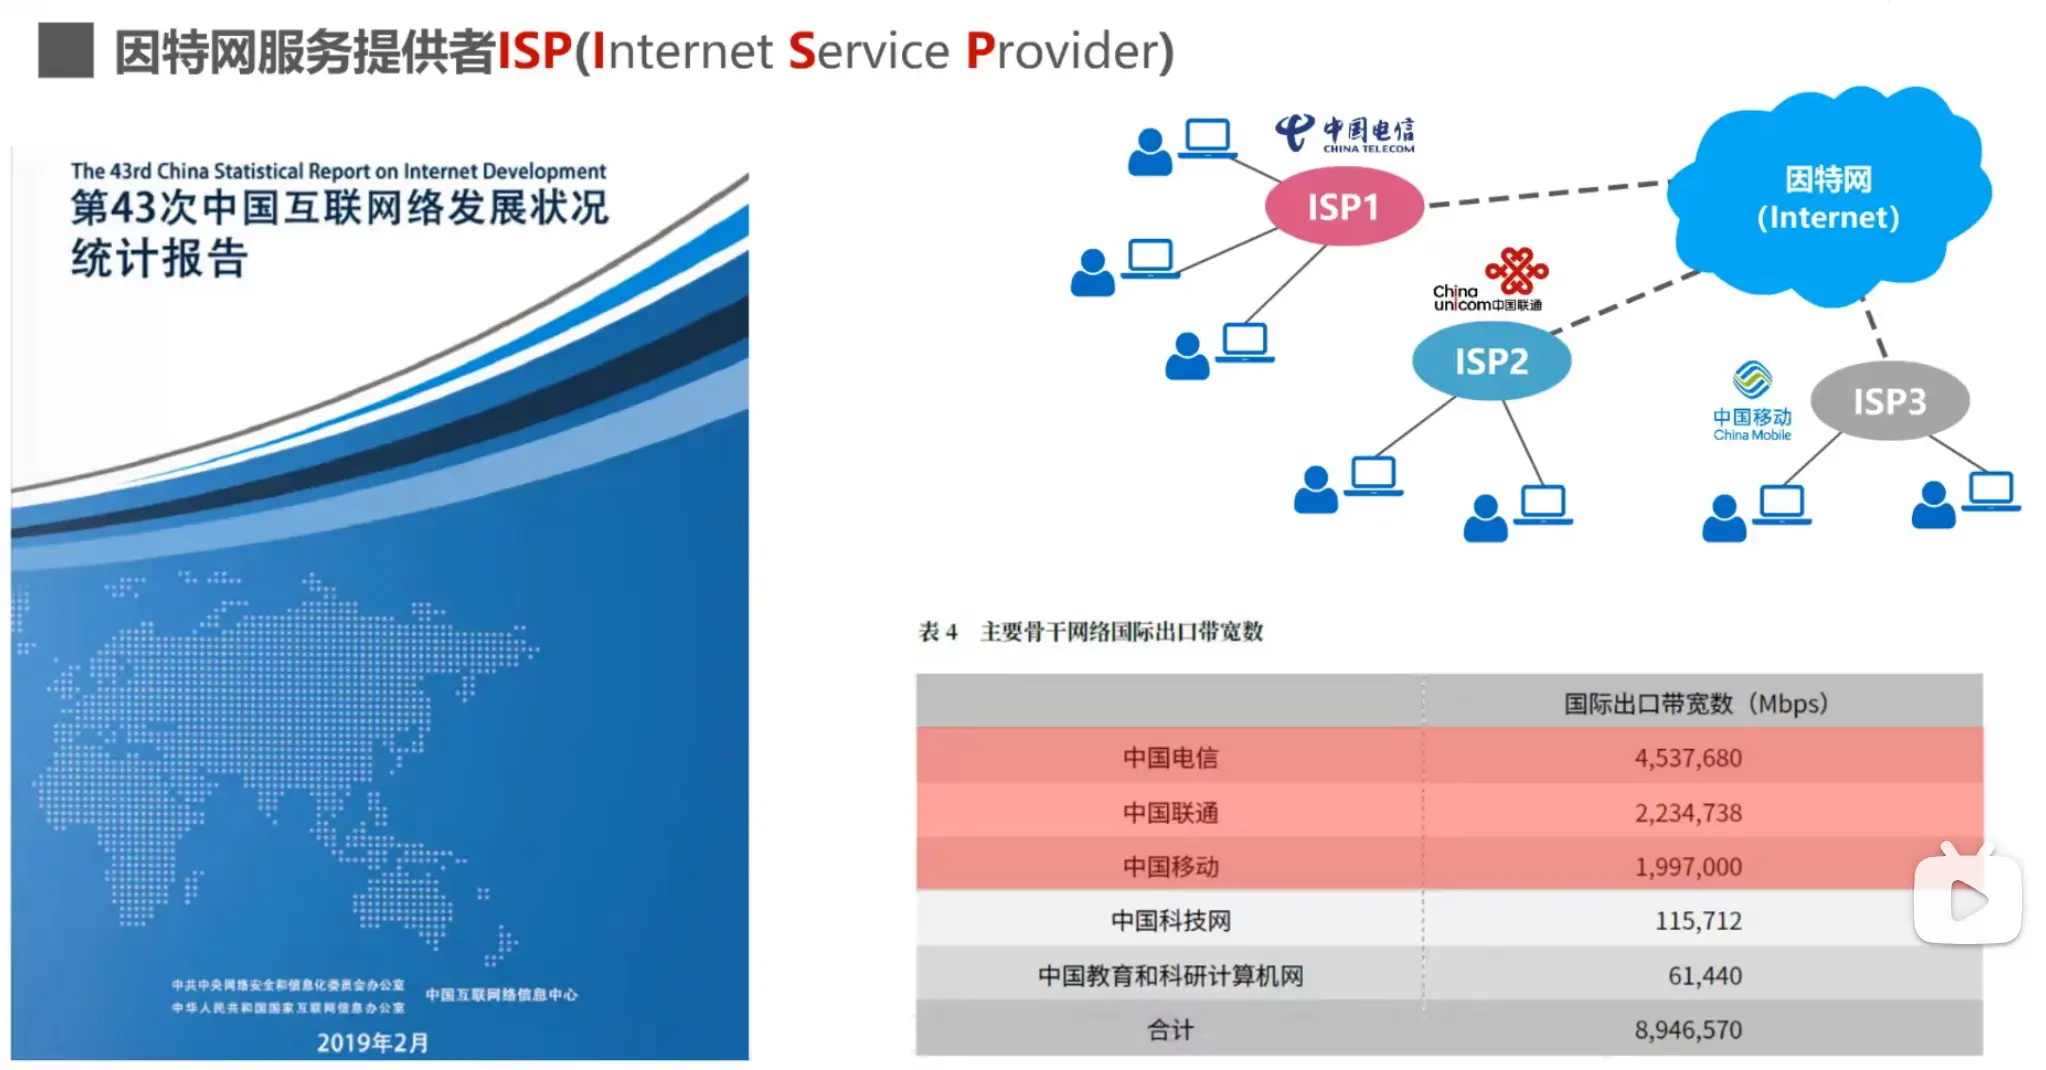 因特网服务提供者ISP(Internet Service Provider)
The 43rd China Statistical Report on Internet Development
第43次中国互联网络发展状况
统计报告
中共中央网络安全和信息化委员会办公室
中华人民共和国国家互联网信息办公室
中国互联网络信息中心
2019年2月
中国电信
CHINA TELECOM
ISP1
因特网
(Internet)
China
unicom中国联通
ISP2
中国移动
China Mobile
ISP3
表 4 主要骨干网络国际出口带宽数
国际出口带宽数（Mbps）
中国电信 4,537,680
中国联通 2,234,738
中国移动 1,997,000
中国科技网 115,712
中国教育和科研计算机网 61,440
合计 8,946,570